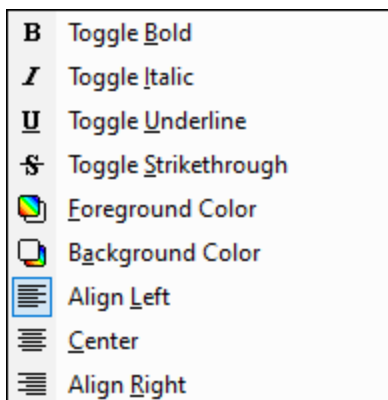 B Toggle Bold
I Toggle Italic
U Toggle Underline
S Toggle Strikethrough
Foreground Color
Background Color
Align Left
Center
Align Right